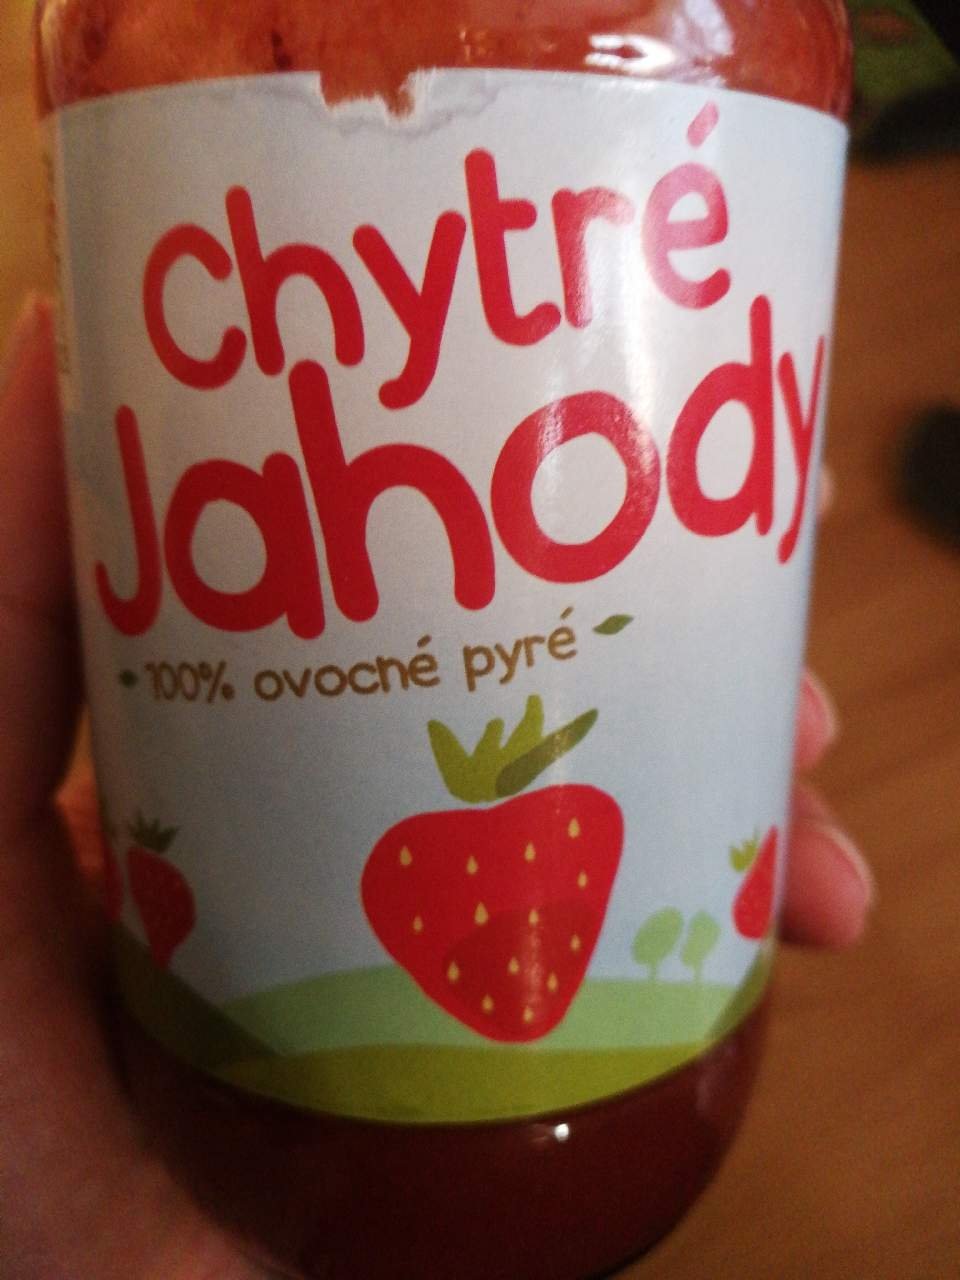 Chytré
Jahody
100% ovocné pyré